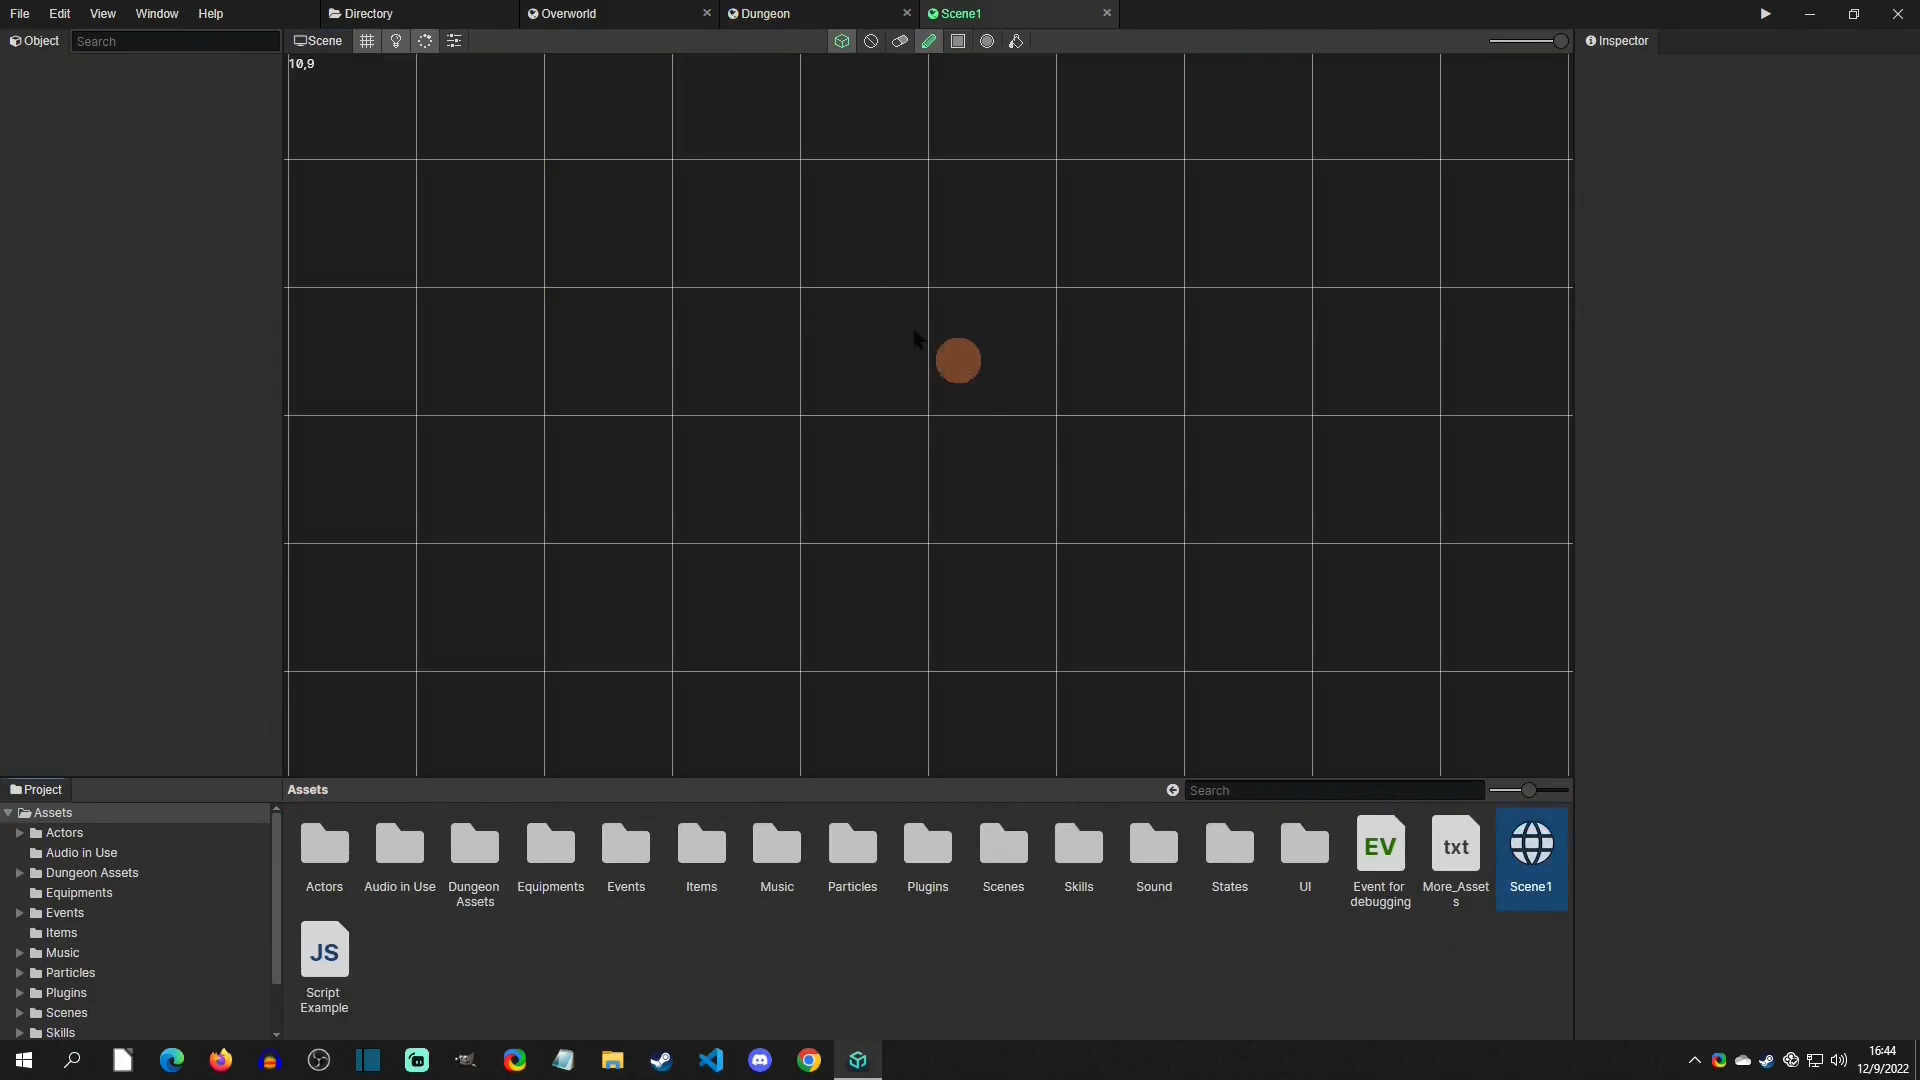 File Edit View Window Help Directory Overworld Dungeon Scene1
Object Search Scene Inspector
10,9
Project Assets Search
Assets
Actors
Audio in Use
Dungeon Assets
Equipments
Events
Items
Music
Particles
Plugins
Scenes
Skills
EV txt
Actors Audio in Use Dungeon Assets Equipments Events Items Music Particles Plugins Scenes Skills Sound States UI Event for debugging More_Assets Scene1
JS
Script
Example
16:44
12/9/2022